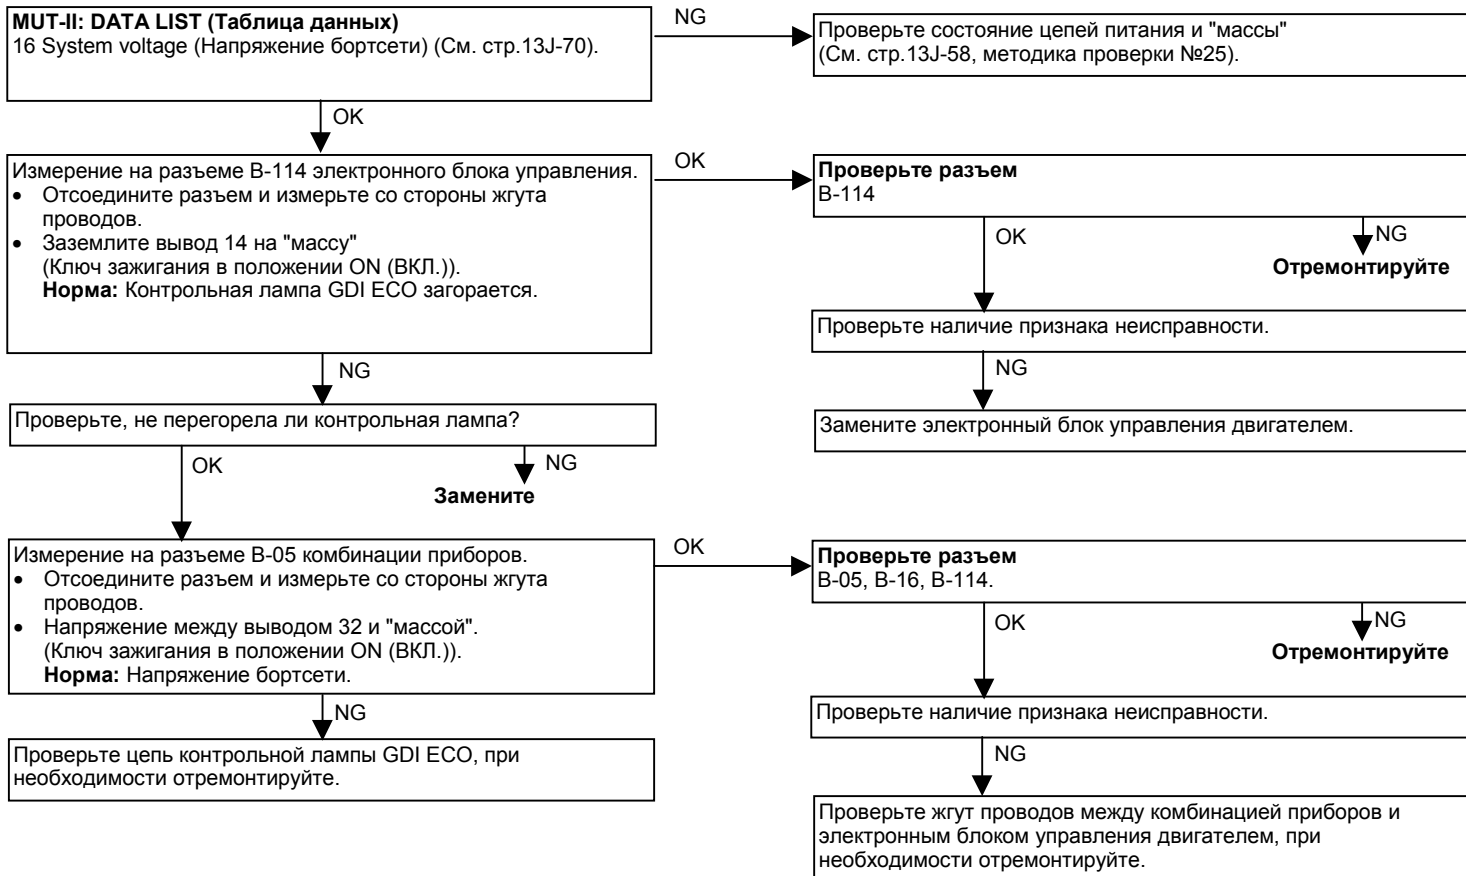 MUT-II: DATA LIST (Таблица данных)
16 System voltage (Напряжение бортсети) (См. стр.13J-70).
NG
Проверьте состояние цепей питания и "массы"
(См. стр.13J-58, методика проверки №25).
OK
Измерение на разъеме B-114 электронного блока управления.
• Отсоедините разъем и измерьте со стороны жгута
проводов.
• Заземлите вывод 14 на "массу"
(Ключ зажигания в положении ON (ВКЛ.)).
Норма: Контрольная лампа GDI ECO загорается.
OK
Проверьте разъем
B-114
OK
NG
Отремонтируйте
Проверьте наличие признака неисправности.
NG
Замените электронный блок управления двигателем.
NG
Проверьте, не перегорела ли контрольная лампа?
OK
NG
Замените
Измерение на разъеме B-05 комбинации приборов.
• Отсоедините разъем и измерьте со стороны жгута
проводов.
• Напряжение между выводом 32 и "массой".
(Ключ зажигания в положении ON (ВКЛ.)).
Норма: Напряжение бортсети.
OK
Проверьте разъем
B-05, B-16, B-114.
OK
NG
Отремонтируйте
Проверьте наличие признака неисправности.
NG
Проверьте жгут проводов между комбинацией приборов и
электронным блоком управления двигателем, при
необходимости отремонтируйте.
NG
Проверьте цепь контрольной лампы GDI ECO, при
необходимости отремонтируйте.